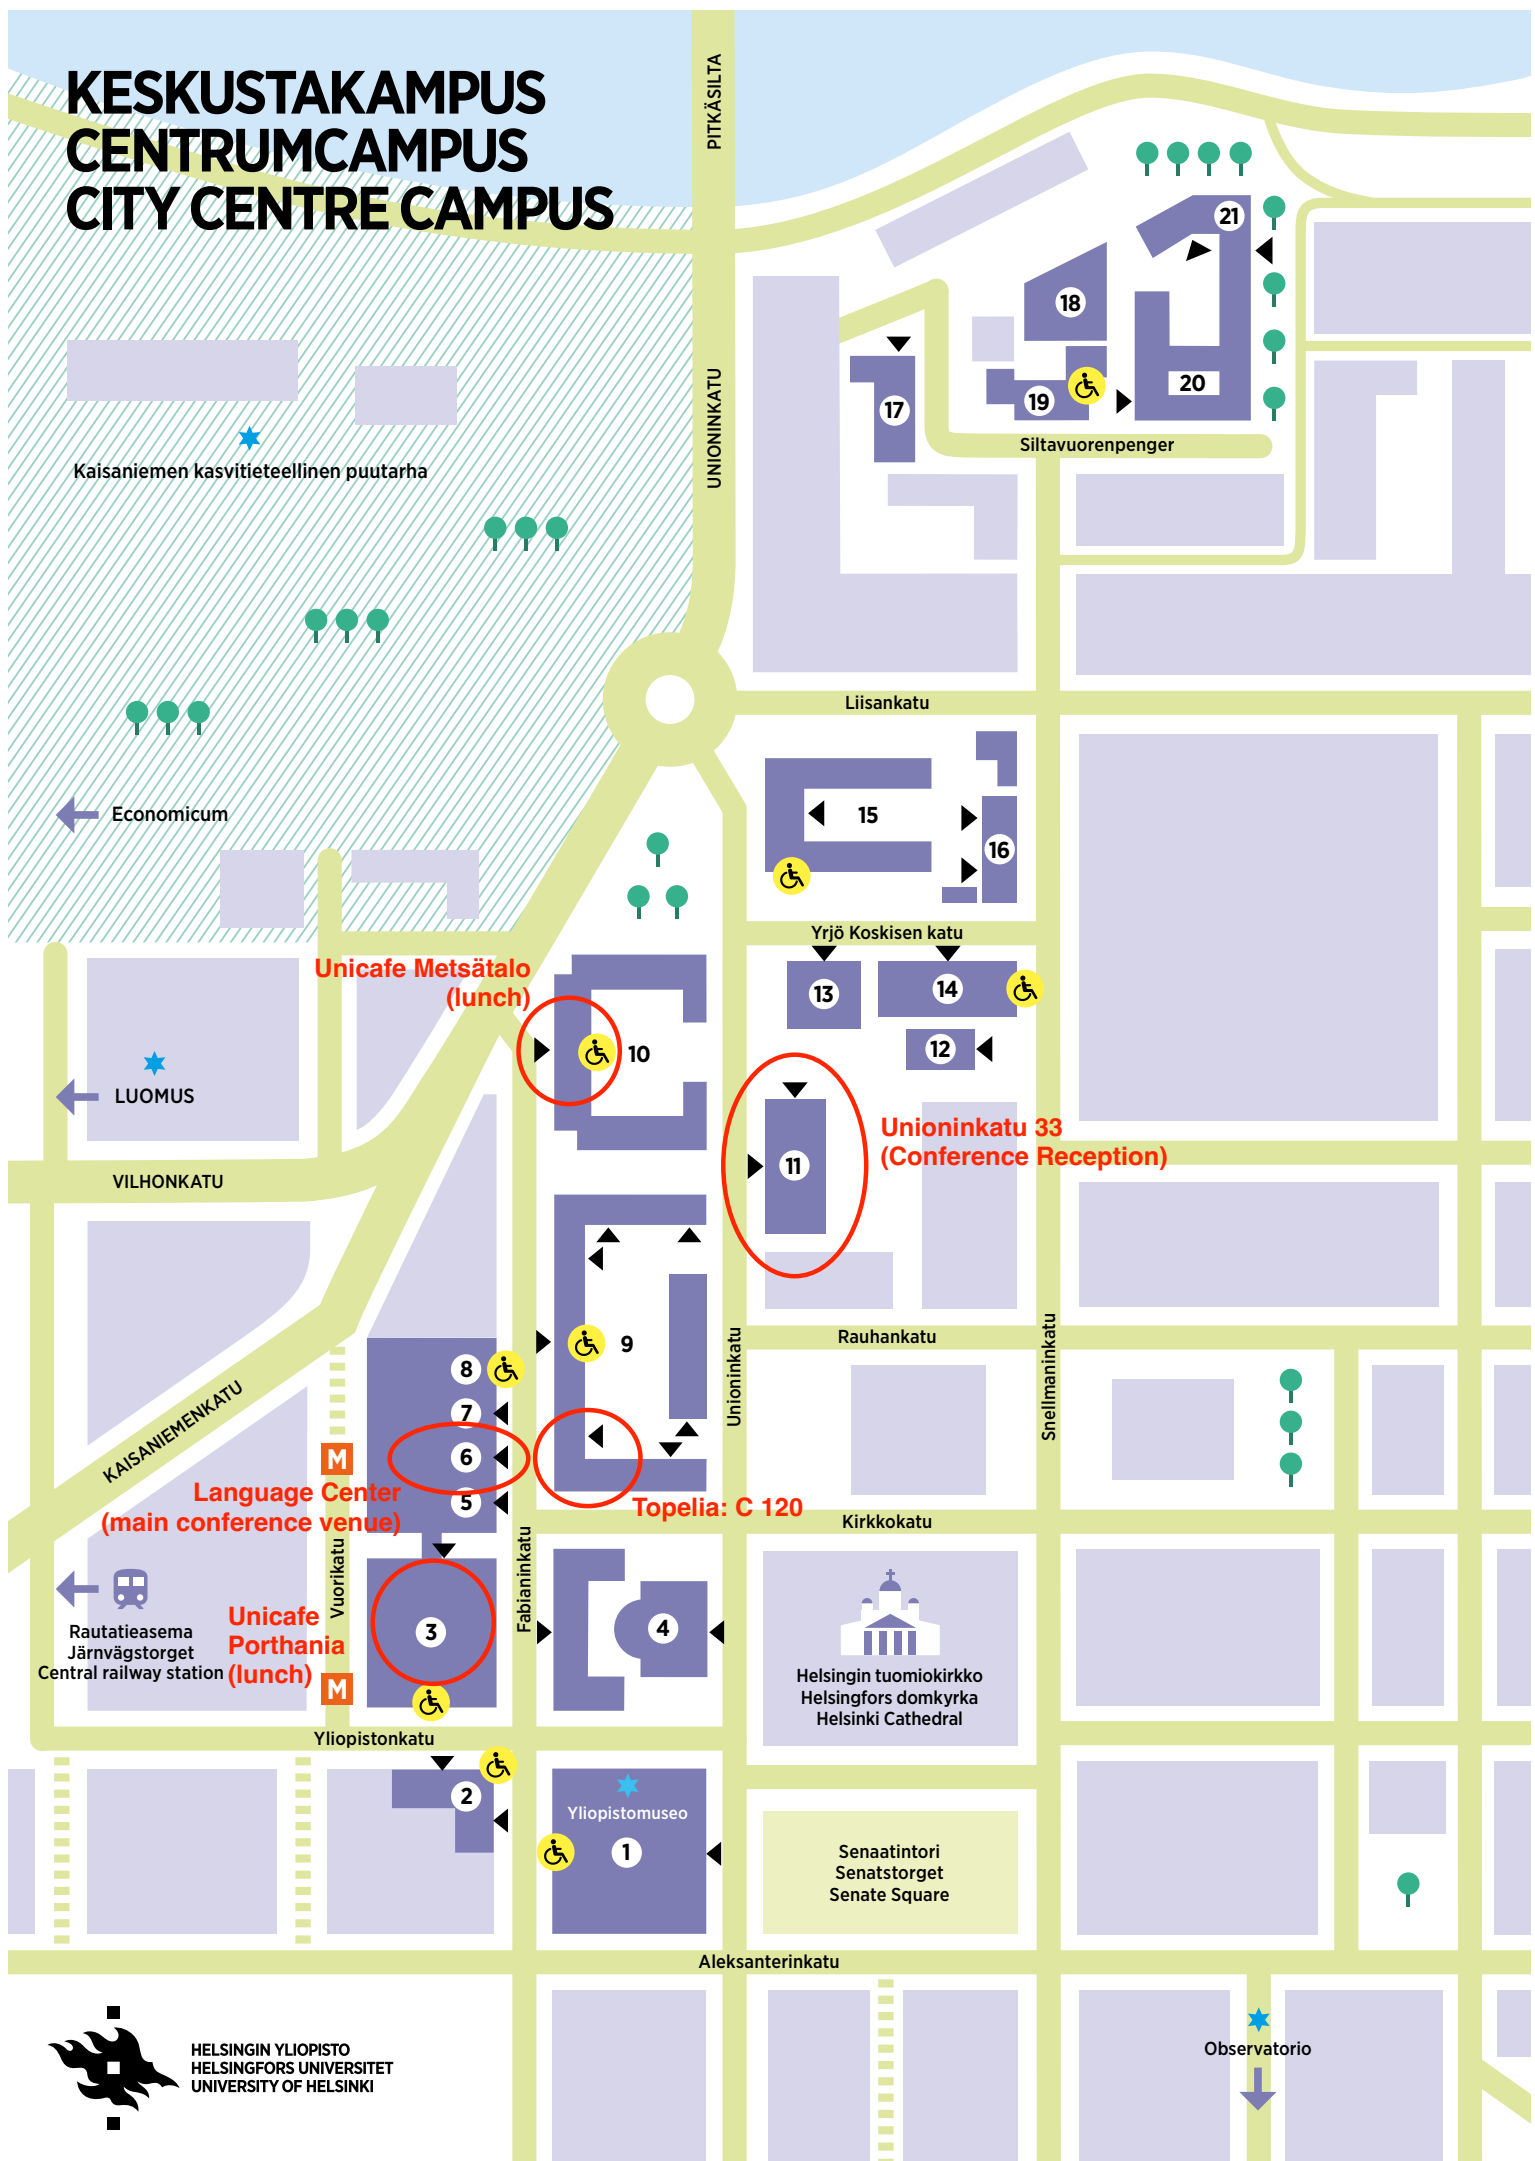 KESKUSTAKAMPUS
CENTRUMCAMPUS
CITY CENTRE CAMPUS
PITKÄSILTA
21
18
20
19
17
UNIONINKATU
Siltavuorenpenger
Kaisaniemen kasvitieteellinen puutarha
Liisankatu
Economicum
15
16
Yrjö Koskisen katu
Unicafe Metsätalo
(lunch)
13
14
12
10
LUOMUS
Unioninkatu 33
(Conference Reception)
11
VILHONKATU
Rauhankatu
Unioninkatu
Snellmaninkatu
9
8
7
6
5
KAISANIEMENKATU
M
Language Center
(main conference venue)
Topelia: C 120
Kirkkokatu
Vuorikatu
Fabianinkatu
Rautatieasema
Järnvägstorget
Central railway station
Unicafe
Porthania
(lunch)
M
3
4
Helsingin tuomiokirkko
Helsingfors domkyrka
Helsinki Cathedral
Yliopistonkatu
2
Yliopistomuseo
1
Senaatintori
Senatstorget
Senate Square
Aleksanterinkatu
Observatorio
HELSINGIN YLIOPISTO
HELSINGFORS UNIVERSITET
UNIVERSITY OF HELSINKI